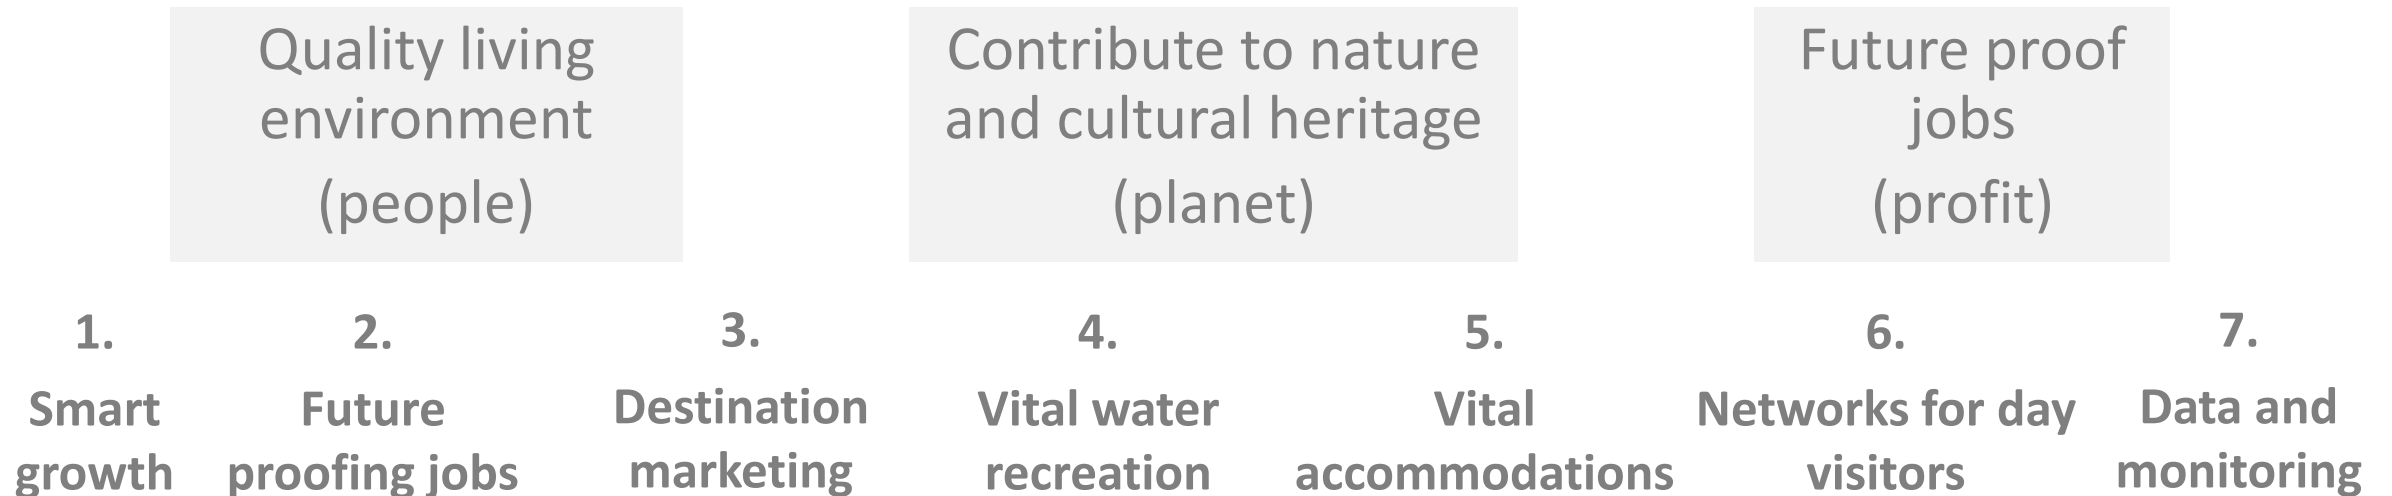 Quality living
environment
(people)
Contribute to nature
and cultural heritage
(planet)
Future proof
jobs
(profit)
1.
Smart
growth
2.
Future
proofing jobs
3.
Destination
marketing
4.
Vital water
recreation
5.
Vital
accommodations
6.
Networks for day
visitors
7.
Data and
monitoring